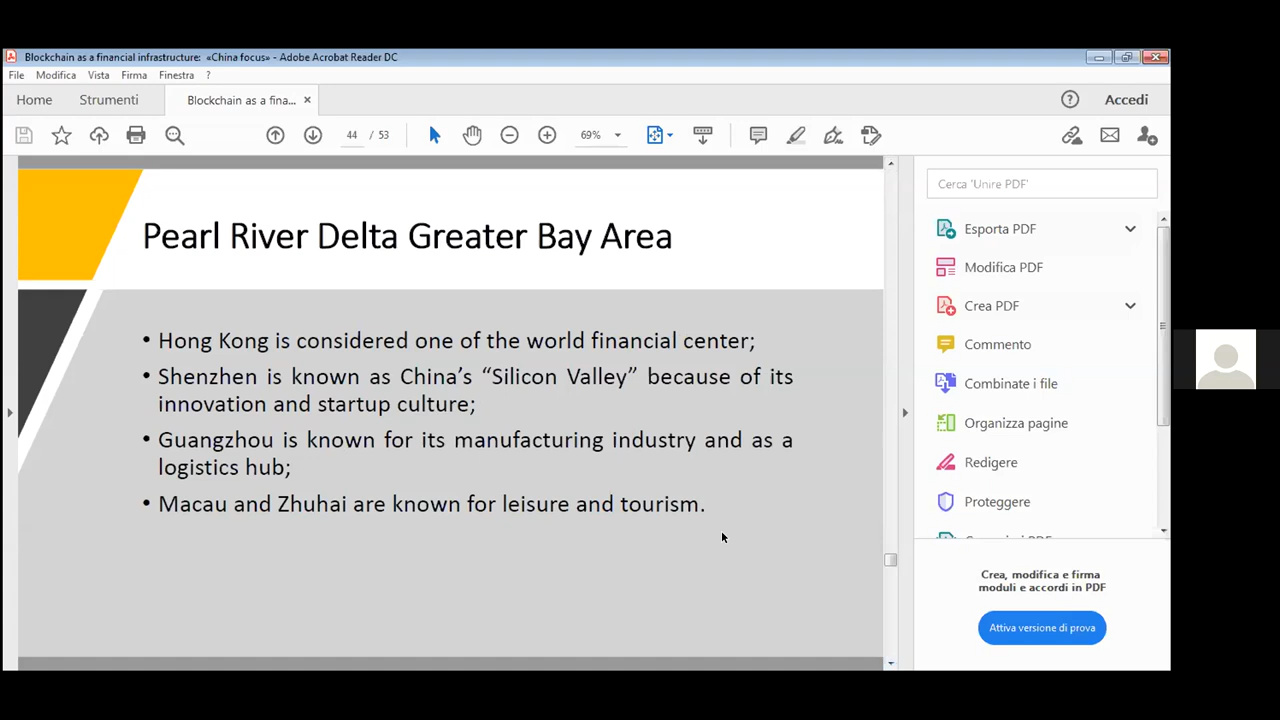 Blockchain as a financial infrastructure: «China focus» - Adobe Acrobat Reader DC
File Modifica Vista Firma Finestra ?
Home Strumenti Blockchain as a fina... × Accedi
44 / 53 69%
Cerca 'Unire PDF'
Pearl River Delta Greater Bay Area
• Hong Kong is considered one of the world financial center;
• Shenzhen is known as China's “Silicon Valley” because of its
innovation and startup culture;
• Guangzhou is known for its manufacturing industry and as a
logistics hub;
• Macau and Zhuhai are known for leisure and tourism.
Esporta PDF
Modifica PDF
Crea PDF
Commento
Combinate i file
Organizza pagine
Redigere
Proteggere
Crea, modifica e firma
moduli e accordi in PDF
Attiva versione di prova